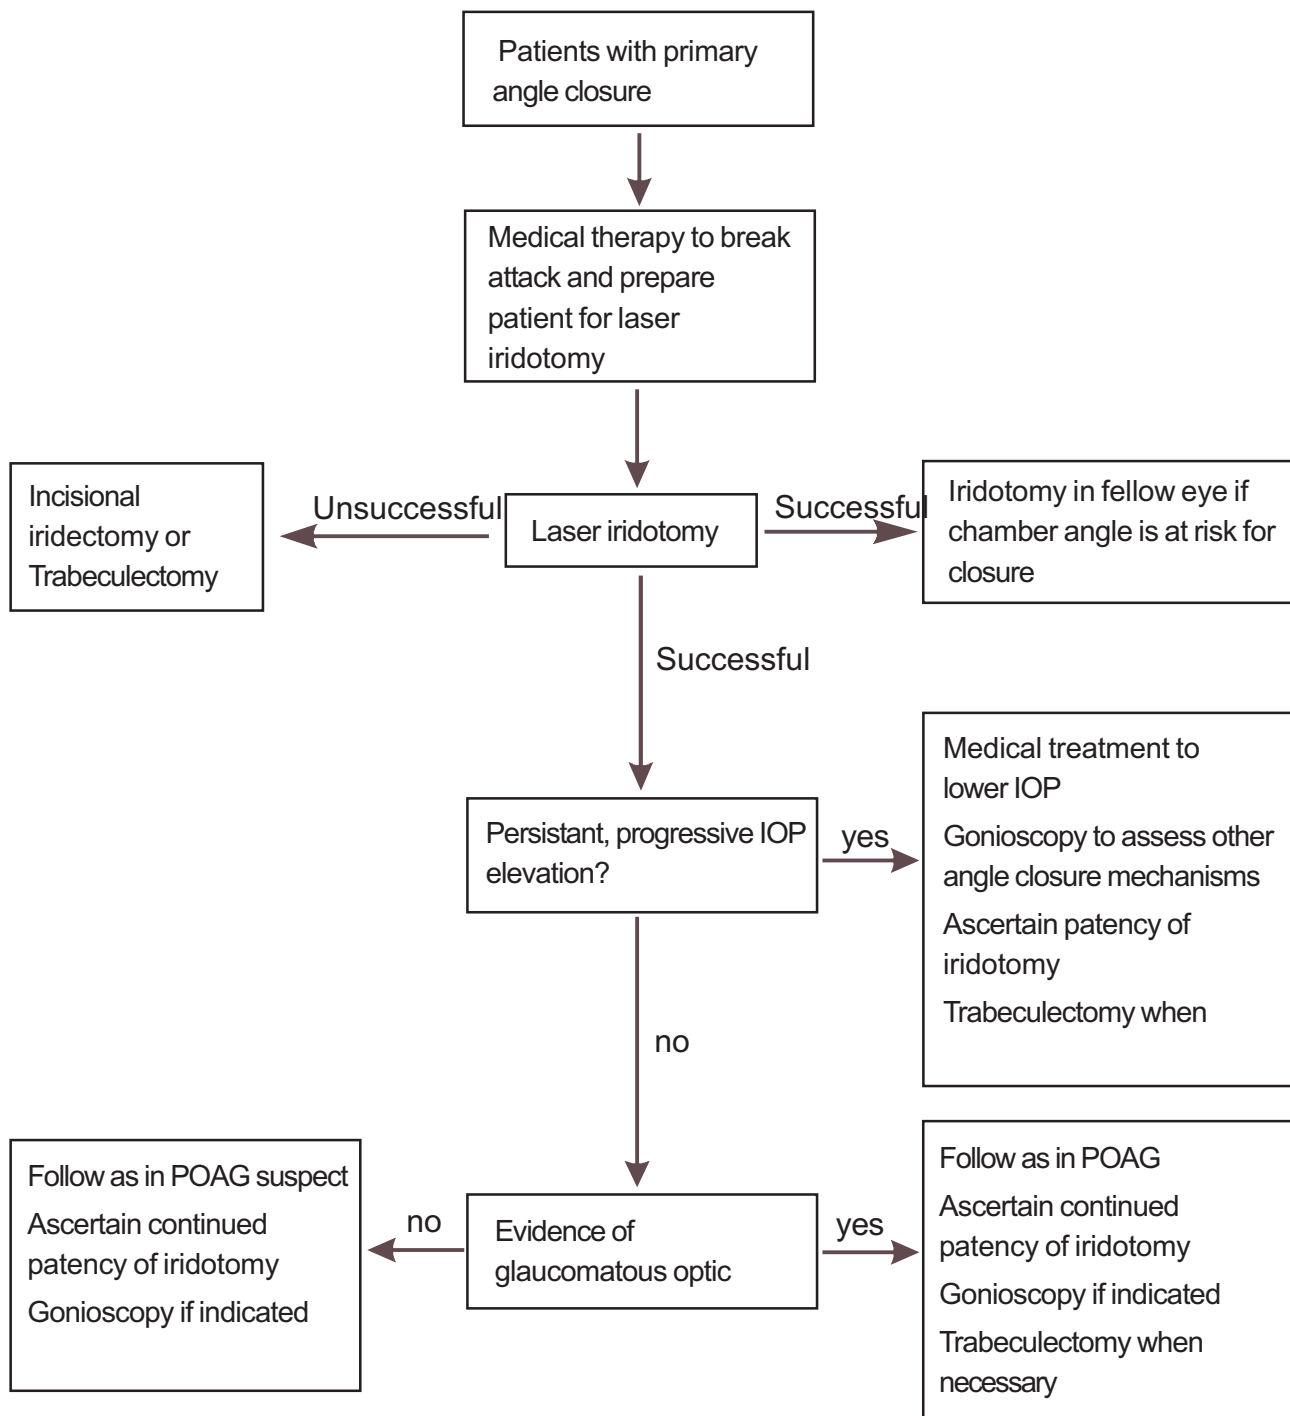 Patients with primary
angle closure
Medical therapy to break
attack and prepare
patient for laser
iridotomy
Incisional
iridectomy or
Trabeculectomy
Unsuccessful
Laser iridotomy
Successful
Iridotomy in fellow eye if
chamber angle is at risk for
closure
Successful
Persistant, progressive IOP
elevation?
yes
Medical treatment to
lower IOP
Gonioscopy to assess other
angle closure mechanisms
Ascertain patency of
iridotomy
Trabeculectomy when
no
Follow as in POAG suspect
Ascertain continued
patency of iridotomy
Gonioscopy if indicated
no
Evidence of
glaucomatous optic
yes
Follow as in POAG
Ascertain continued
patency of iridotomy
Gonioscopy if indicated
Trabeculectomy when
necessary